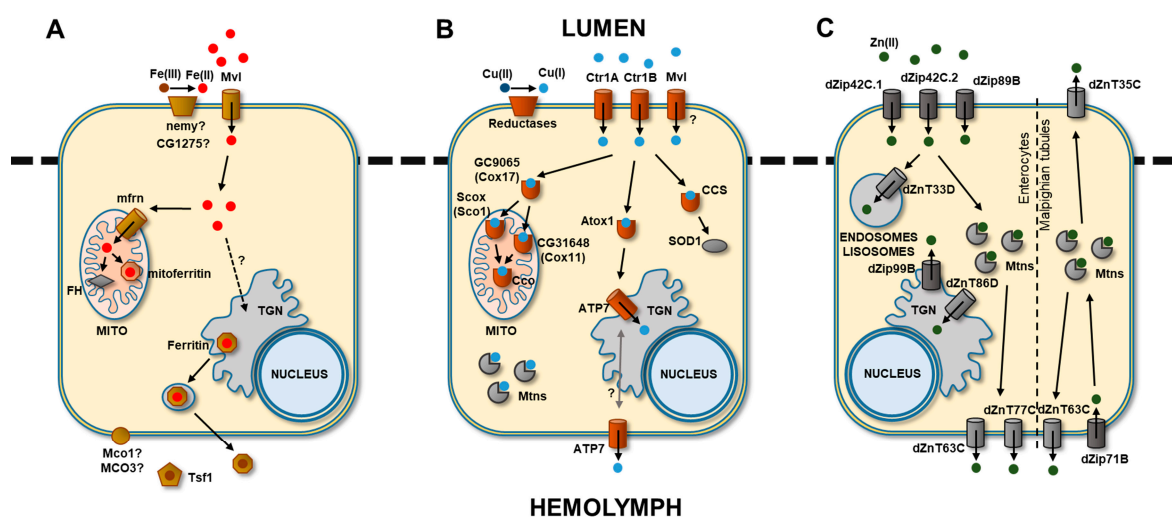 A
Fe(III)
Fe(II)
Mvl
nemy?
CG1275?
mfrn
mitoferritin
FH
MITO
?
TGN
Ferritin
NUCLEUS
Mco1?
MCO3?
Tsf1
B
LUMEN
Cu(II)
Cu(I)
Ctr1A
Ctr1B
Mvl
?
Reductases
GC9065
(Cox17)
Scox
(Sco1)
CCS
Atox1
SOD1
CG31648
(Cox11)
Cco
MITO
ATP7
TGN
NUCLEUS
Mtns
?
ATP7
HEMOLYMPH
C
Zn(II)
dZip42C.1
dZip42C.2
dZip89B
dZnT35C
Enterocytes
Malpighian tubules
dZnT33D
ENDOSOMES
LISOSOMES
dZip99B
dZnT86D
Mtns
Mtns
TGN
NUCLEUS
dZnT77C
dZnT63C
dZnT63C
dZip71B